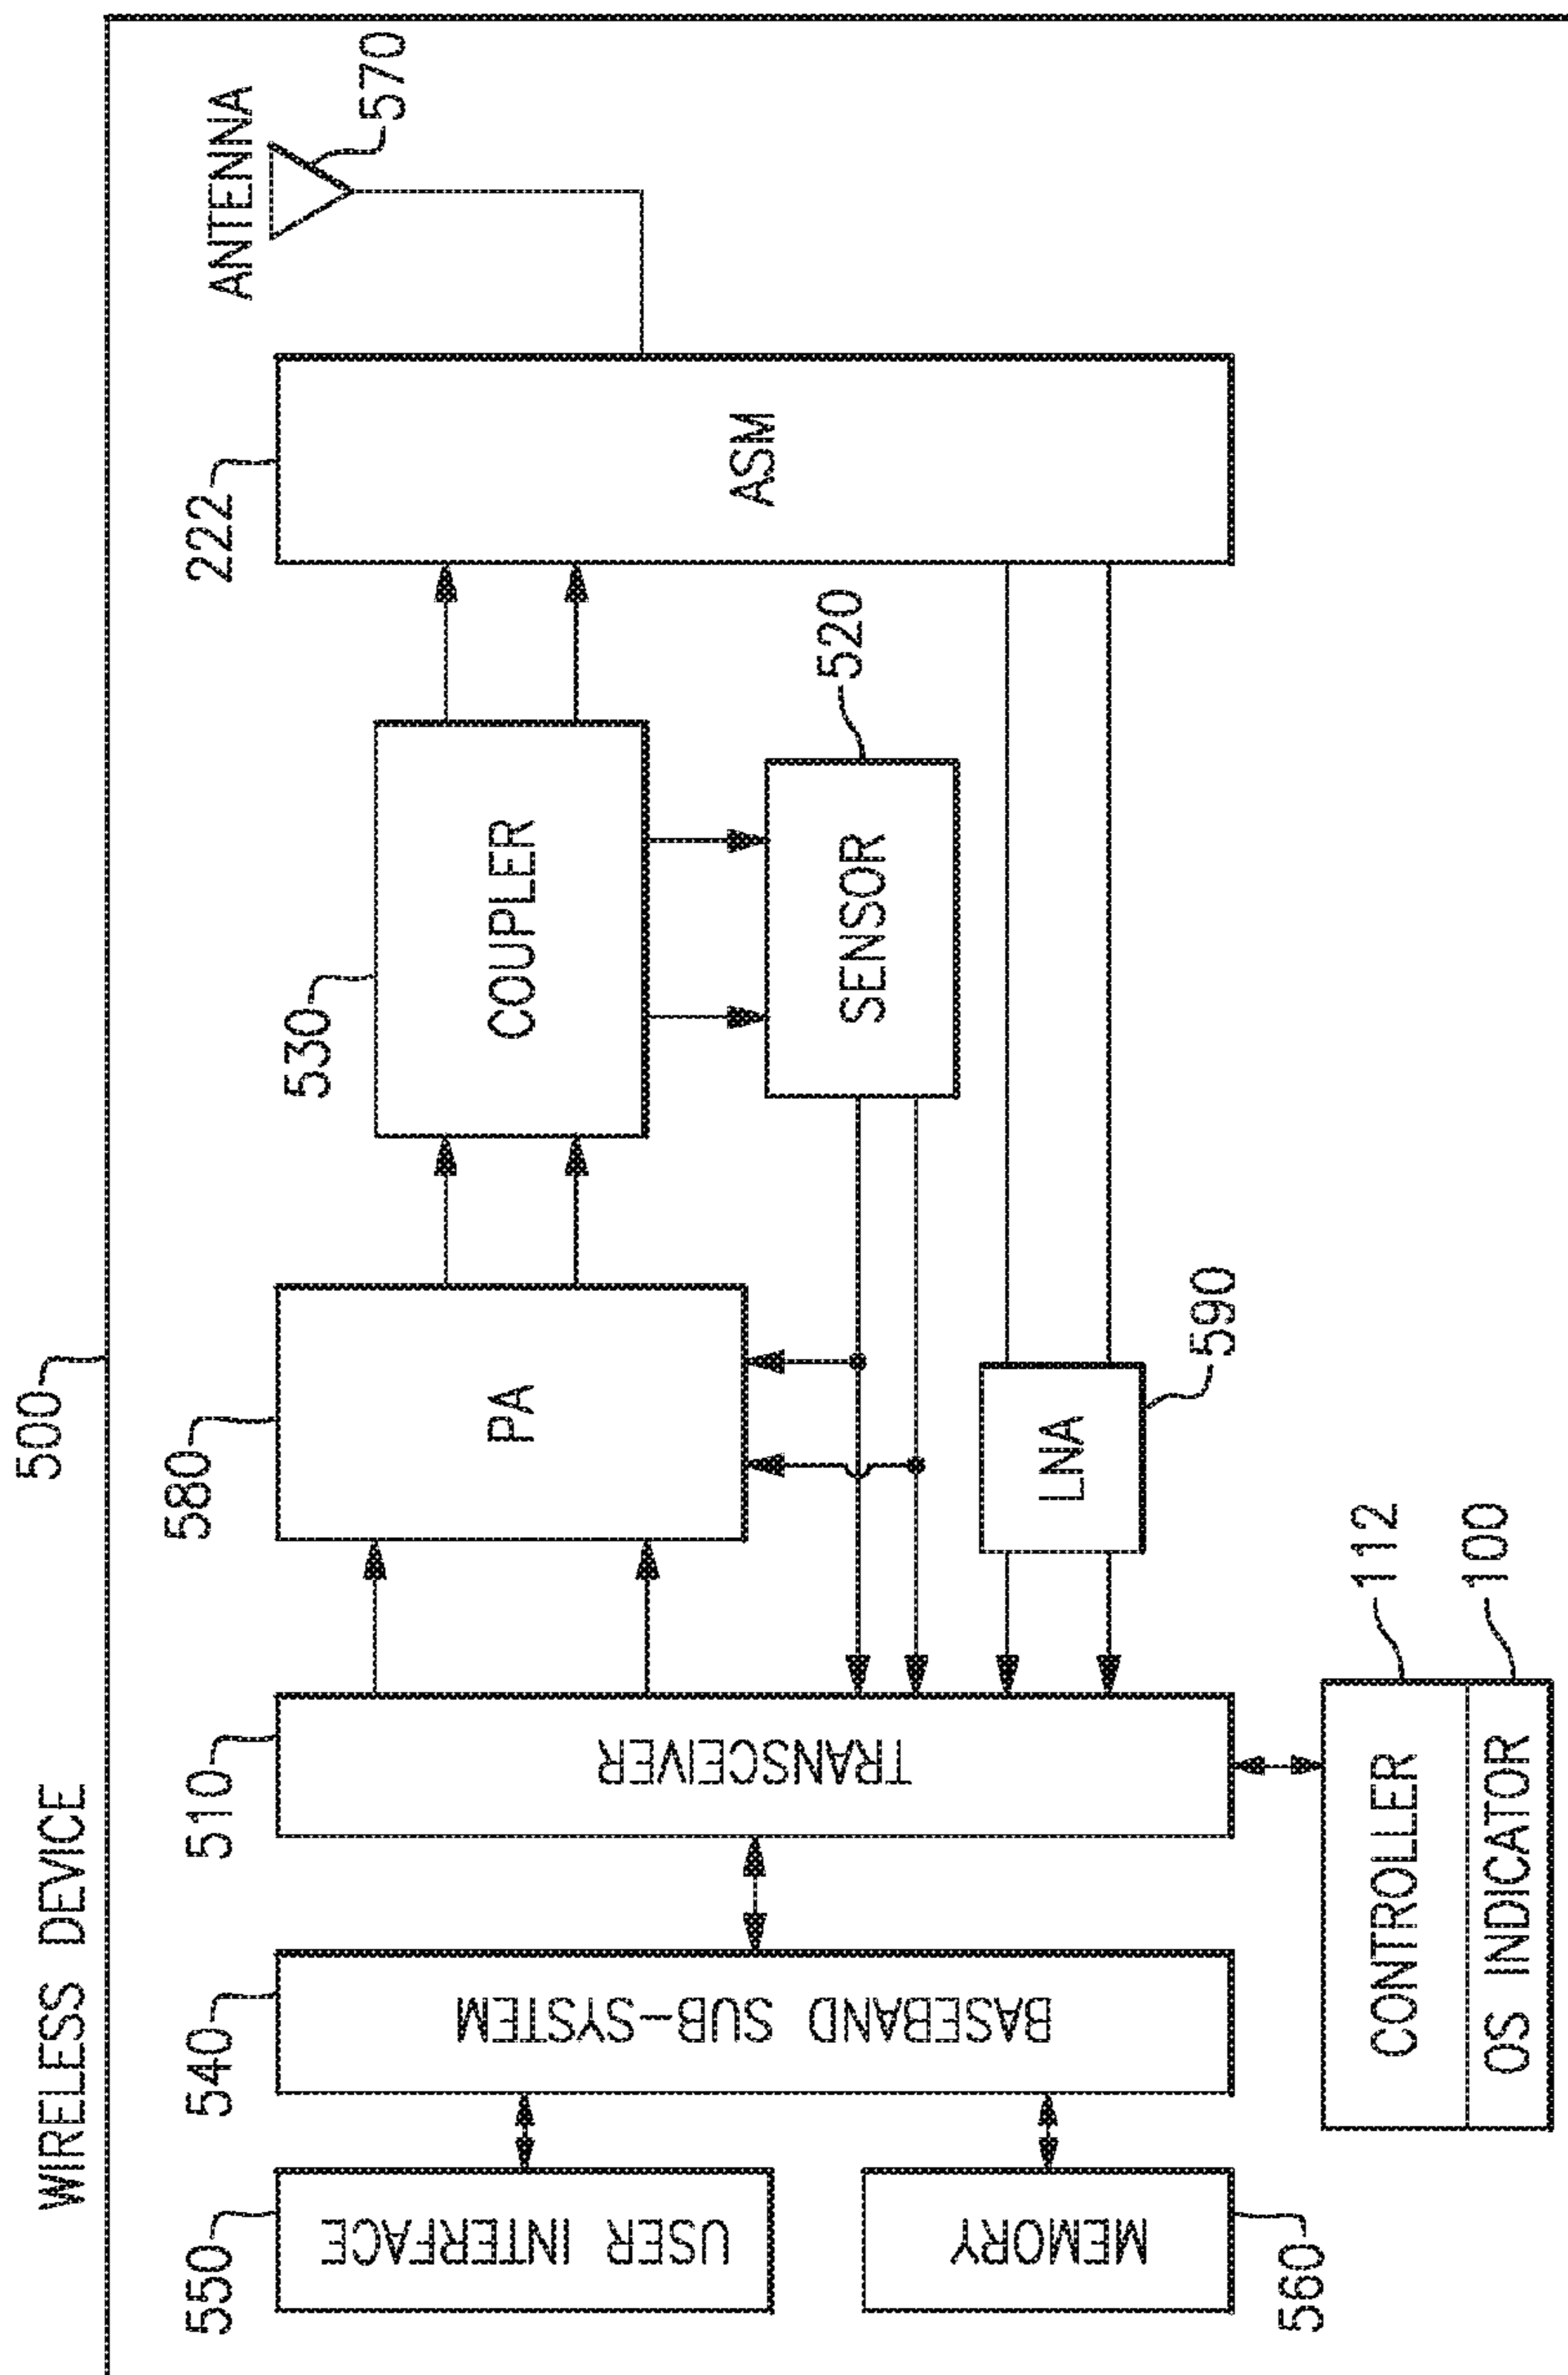 WIRELESS DEVICE
500
550
USER INTERFACE
MEMORY
560
540
BASEBAND SUB-SYSTEM
510
TRANSCEIVER
CONTROLLER
112
OS INDICATOR
100
580
PA
LNA
590
530
COUPLER
SENSOR
520
222
ASM
ANTENNA
570